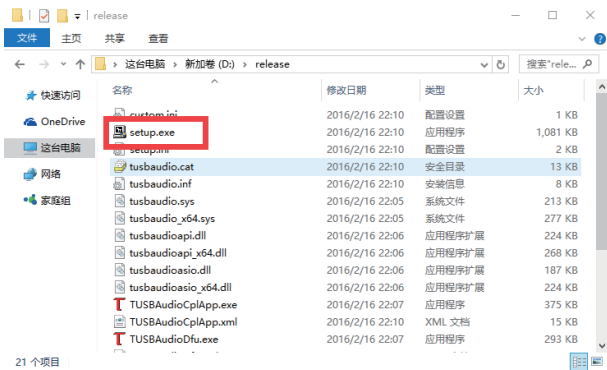 release
文件 主页 共享 查看
这台电脑 > 新加卷 (D:) > release 搜索"rele...
名称 修改日期 类型 大小
快速访问
OneDrive
这台电脑
网络
家庭组
custom.ini 2016/2/16 22:10 配置设置 1 KB
setup.exe 2016/2/16 22:10 应用程序 1,081 KB
setup.ini 2016/2/16 22:10 配置设置 2 KB
tusbaudio.cat 2016/2/16 22:10 安全目录 13 KB
tusbaudio.inf 2016/2/16 22:10 安装信息 8 KB
tusbaudio.sys 2016/2/16 22:05 系统文件 213 KB
tusbaudio_x64.sys 2016/2/16 22:05 系统文件 277 KB
tusbaudioapi.dll 2016/2/16 22:06 应用程序扩展 224 KB
tusbaudioapi_x64.dll 2016/2/16 22:06 应用程序扩展 268 KB
tusbaudioasio.dll 2016/2/16 22:06 应用程序扩展 187 KB
tusbaudioasio_x64.dll 2016/2/16 22:06 应用程序扩展 224 KB
TUSBAudioCplApp.exe 2016/2/16 22:07 应用程序 375 KB
TUSBAudioCplApp.xml 2016/2/16 22:10 XML 文档 15 KB
TUSBAudioDfu.exe 2016/2/16 22:07 应用程序 293 KB
21 个项目